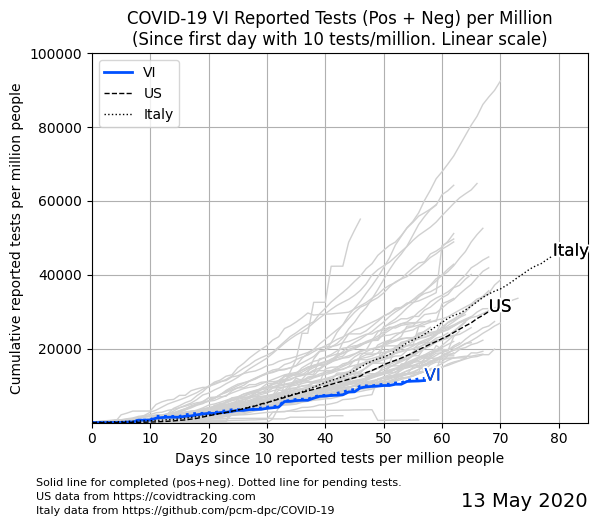 COVID-19 VI Reported Tests (Pos + Neg) per Million
(Since first day with 10 tests/million. Linear scale)
Cumulative reported tests per million people
100000
80000
60000
40000
20000
VI
US
Italy
Italy
US
VI
0 10 20 30 40 50 60 70 80
Days since 10 reported tests per million people
Solid line for completed (pos+neg). Dotted line for pending tests.
US data from https://covidtracking.com
Italy data from https://github.com/pcm-dpc/COVID-19
13 May 2020